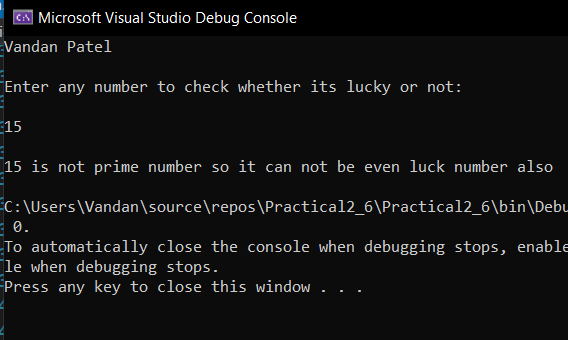 Microsoft Visual Studio Debug Console
Vandan Patel
Enter any number to check whether its lucky or not:
15
15 is not prime number so it can not be even luck number also
C:\Users\Vandan\source\repos\Practical2_6\Practical2_6\bin\Debu
0.
To automatically close the console when debugging stops, enable
le when debugging stops.
Press any key to close this window . . .